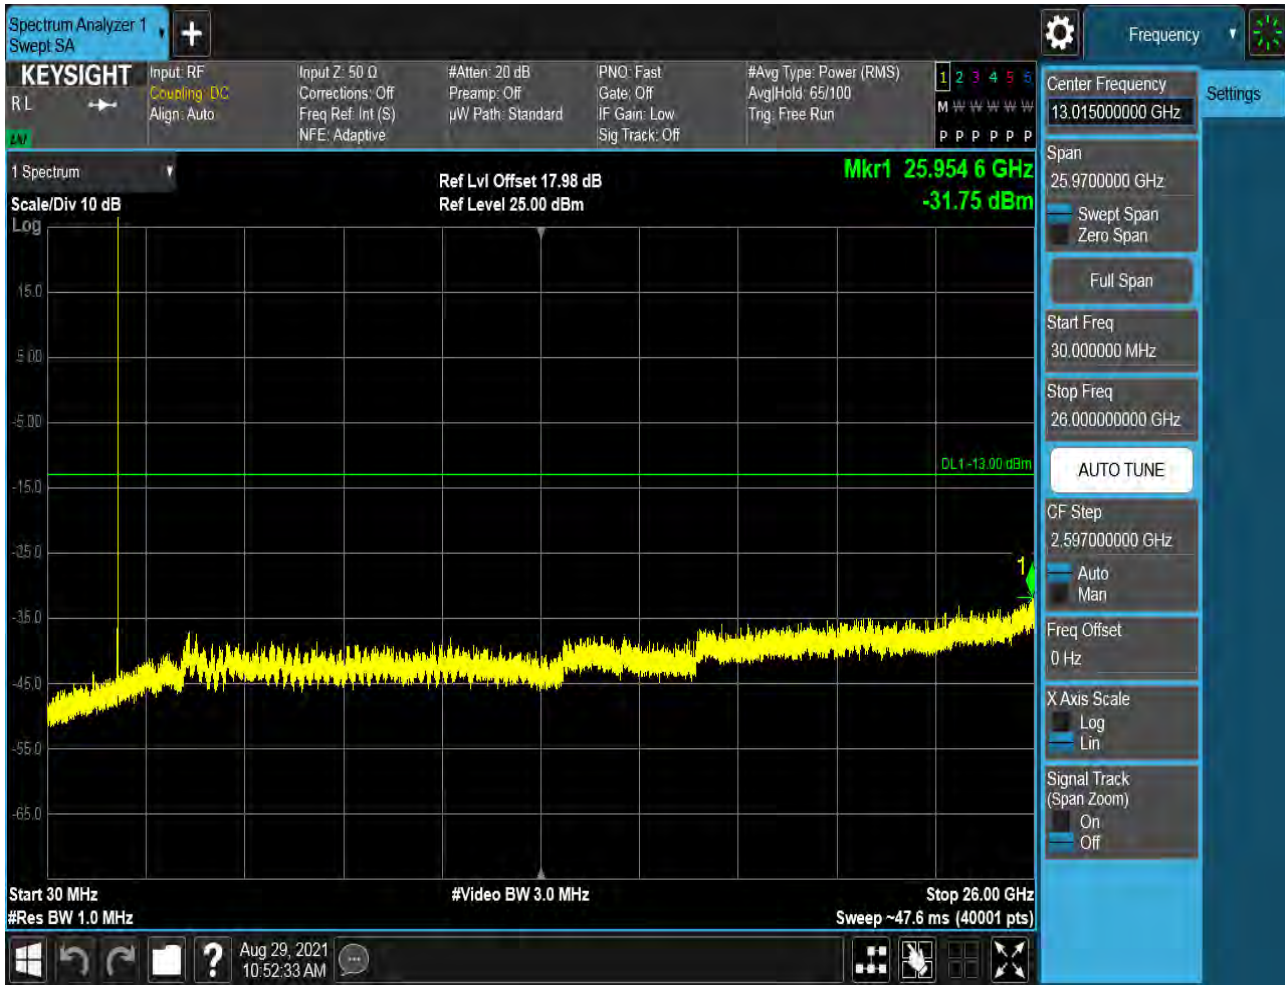 Spectrum Analyzer 1
Swept SA
Frequency
KEYSIGHT
R L
Input: RF
Coupling: DC
Align: Auto
Input Z: 50 Ω
Corrections: Off
Freq Ref: Int (S)
NFE: Adaptive
#Atten: 20 dB
Preamp: Off
µW Path: Standard
PNO: Fast
Gate: Off
IF Gain: Low
Sig Track: Off
#Avg Type: Power (RMS)
Avg|Hold: 65/100
Trig: Free Run
1 2 3 4 5 6
M W W W W W
P P P P P P
1 Spectrum
Scale/Div 10 dB
Log
Ref Lvl Offset 17.98 dB
Ref Level 25.00 dBm
Mkr1 25.954 6 GHz
-31.75 dBm
15.0
5.00
-5.00
-15.0
-25.0
-35.0
-45.0
-55.0
-65.0
DL1 -13.00 dBm
1
Start 30 MHz
#Res BW 1.0 MHz
#Video BW 3.0 MHz
Stop 26.00 GHz
Sweep ~47.6 ms (40001 pts)
?
Aug 29, 2021
10:52:33 AM
Center Frequency
13.015000000 GHz
Settings
Span
25.9700000 GHz
Swept Span
Zero Span
Full Span
Start Freq
30.000000 MHz
Stop Freq
26.000000000 GHz
AUTO TUNE
CF Step
2.597000000 GHz
Auto
Man
Freq Offset
0 Hz
X Axis Scale
Log
Lin
Signal Track
(Span Zoom)
On
Off